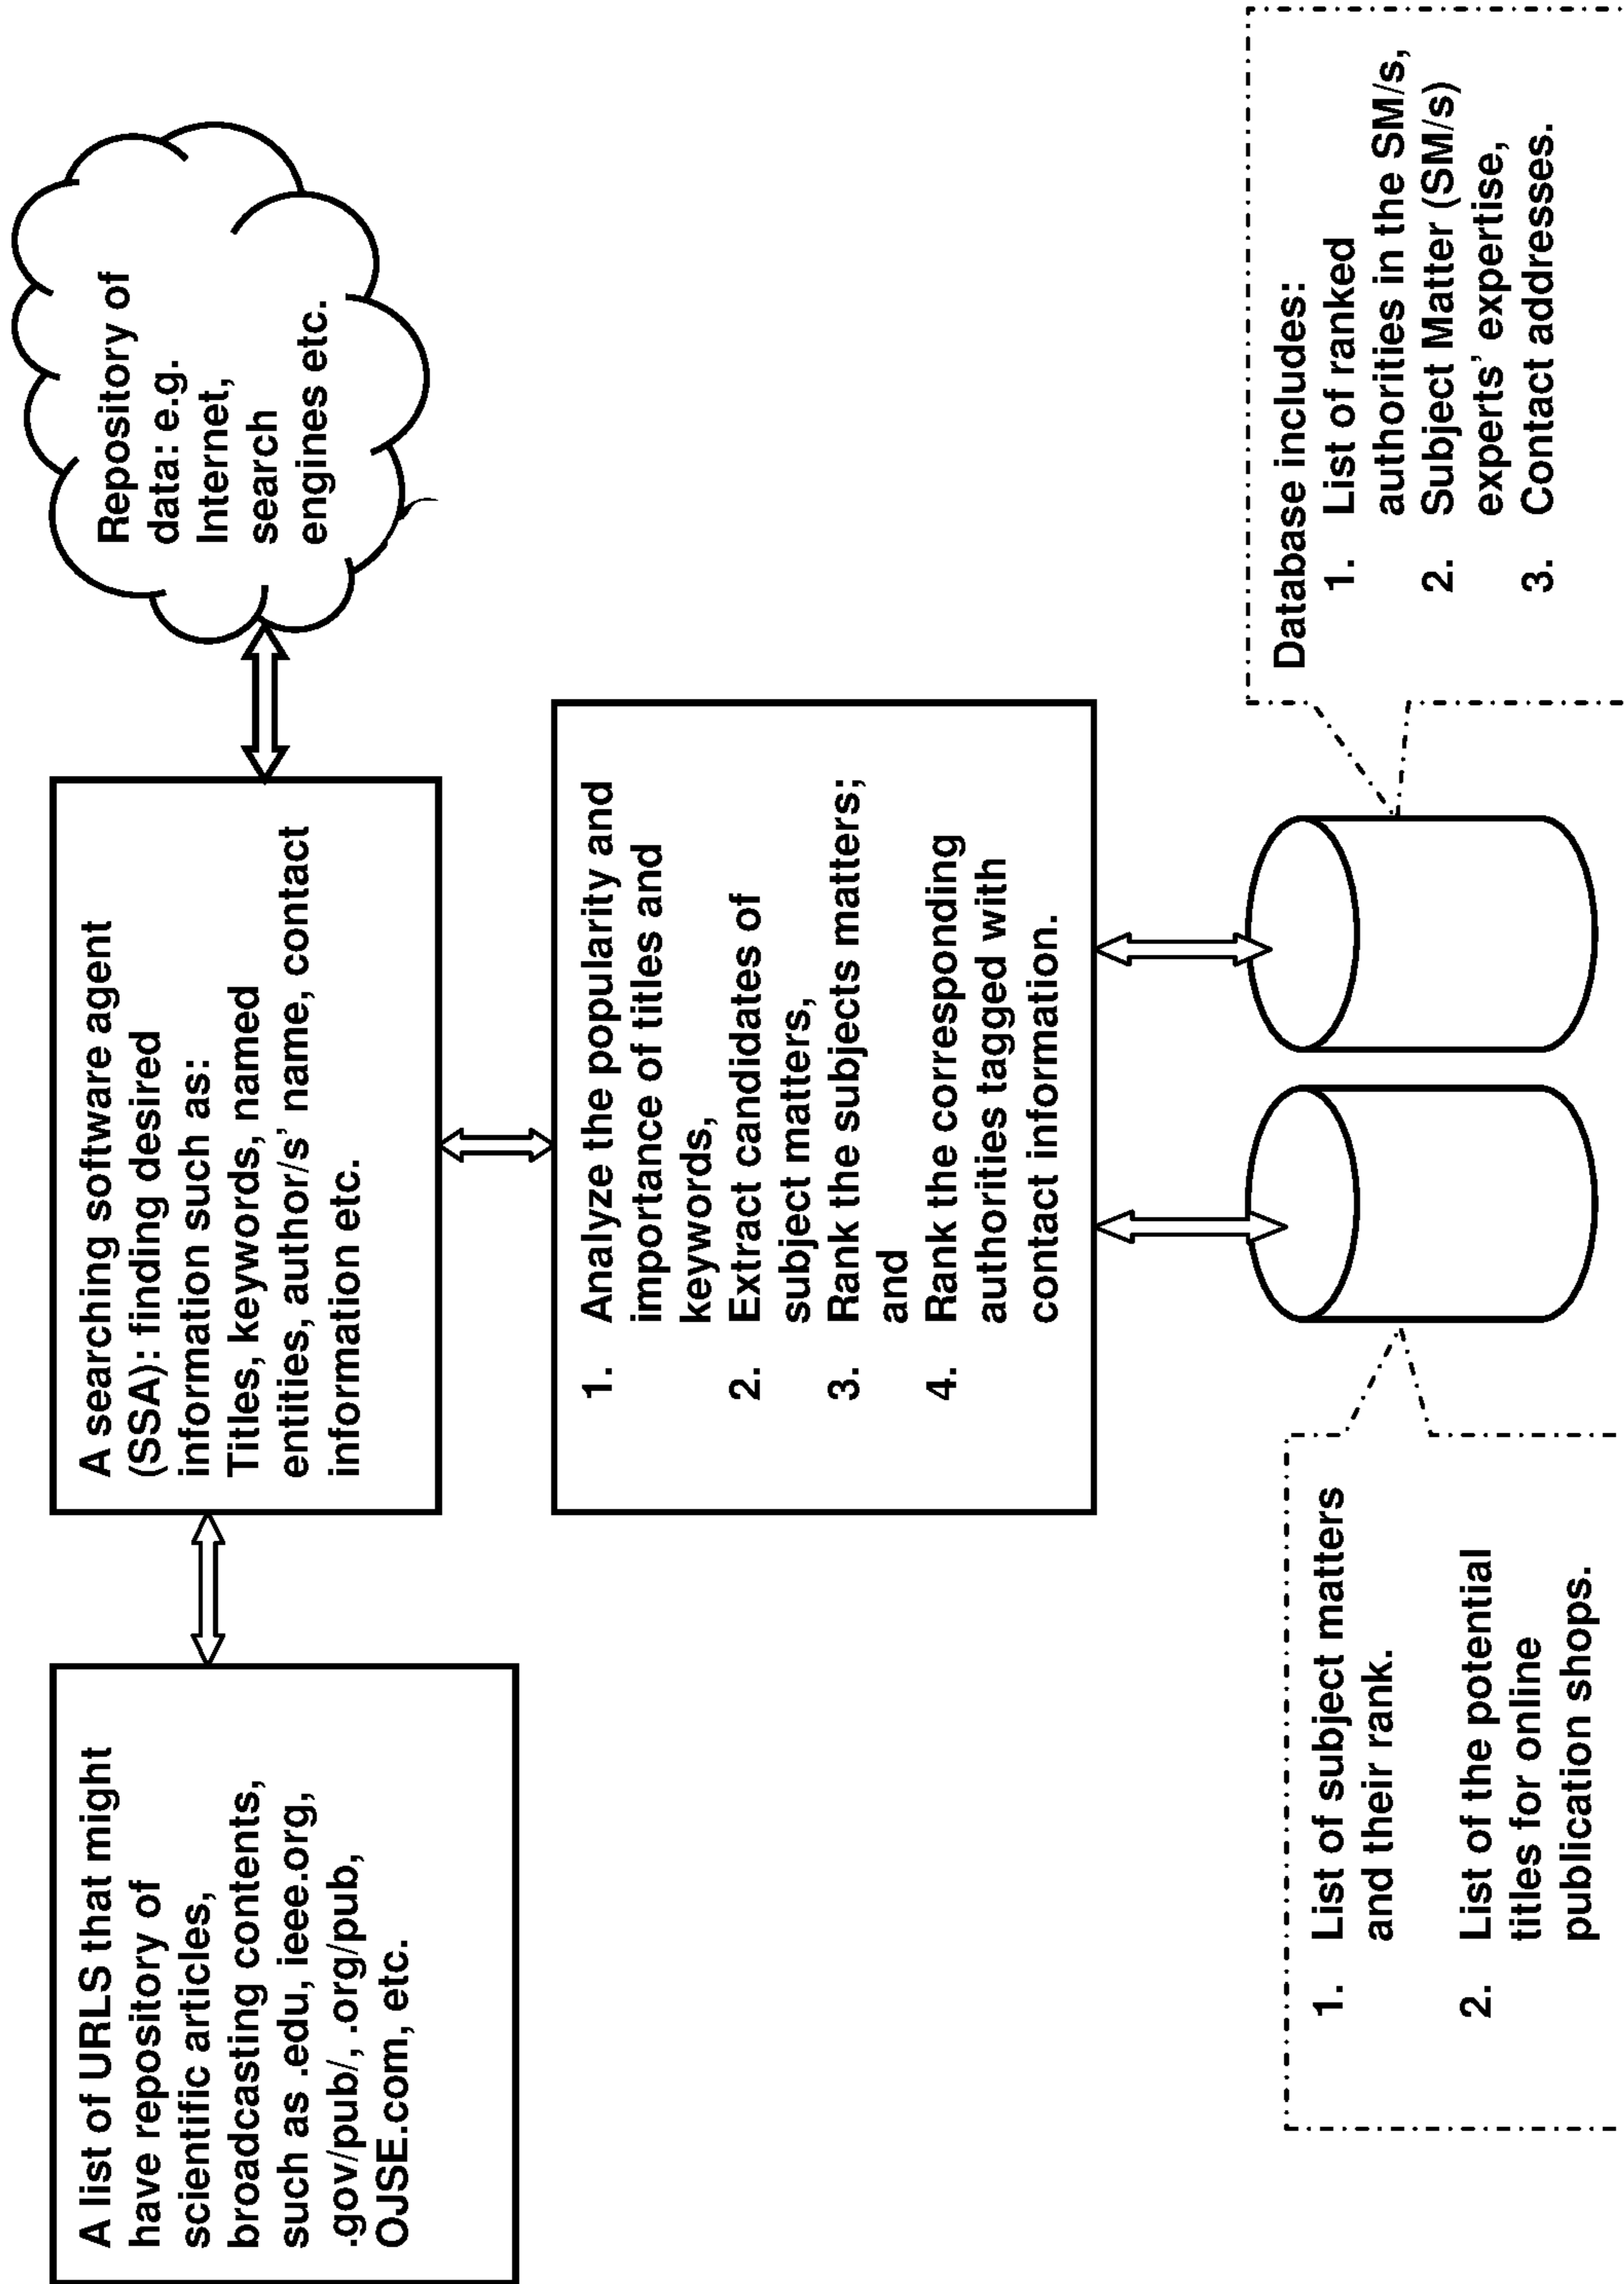 A list of URLS that might
have repository of
scientific articles,
broadcasting contents,
such as .edu, ieee.org,
.gov/pub/, .org/pub,
OJSE.com, etc.
A searching software agent
(SSA): finding desired
information such as:
Titles, keywords, named
entities, author/s’ name, contact
information etc.
Repository of
data: e.g.
Internet,
search
engines etc.
1. Analyze the popularity and
importance of titles and
keywords,
2. Extract candidates of
subject matters,
3. Rank the subjects matters;
and
4. Rank the corresponding
authorities tagged with
contact information.
1. List of subject matters
and their rank.
2. List of the potential
titles for online
publication shops.
Database includes:
1. List of ranked
authorities in the SM/s,
2. Subject Matter (SM/s)
experts’ expertise,
3. Contact addresses.